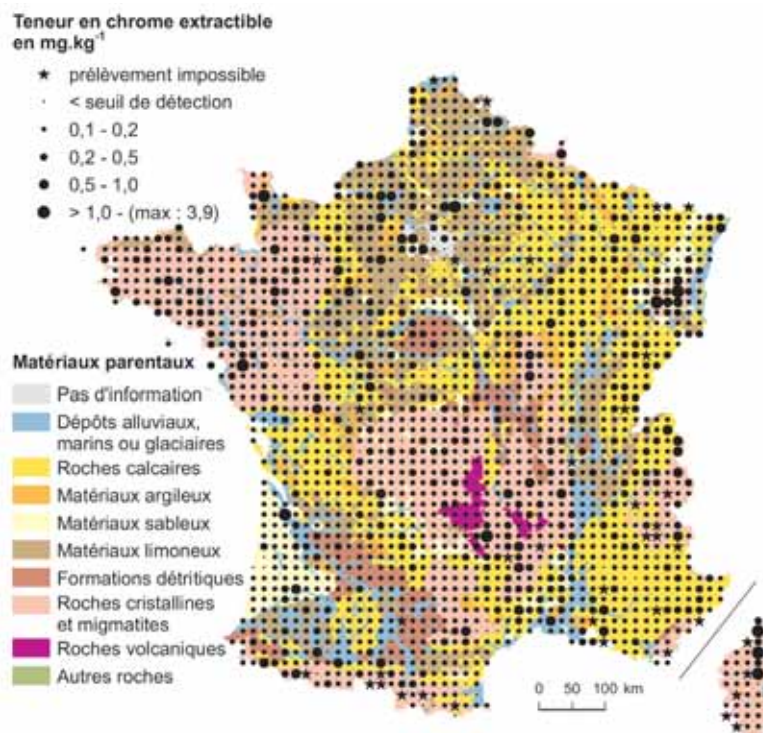 Teneur en chrome extractible
en mg.kg-1
prélèvement impossible
< seuil de détection
0,1 - 0,2
0,2 - 0,5
0,5 - 1,0
> 1,0 - (max : 3,9)
Matériaux parentaux
Pas d'information
Dépôts alluviaux,
marins ou glaciaires
Roches calcaires
Matériaux argileux
Matériaux sableux
Matériaux limoneux
Formations détritiques
Roches cristallines
et migmatites
Roches volcaniques
Autres roches
0 50 100 km